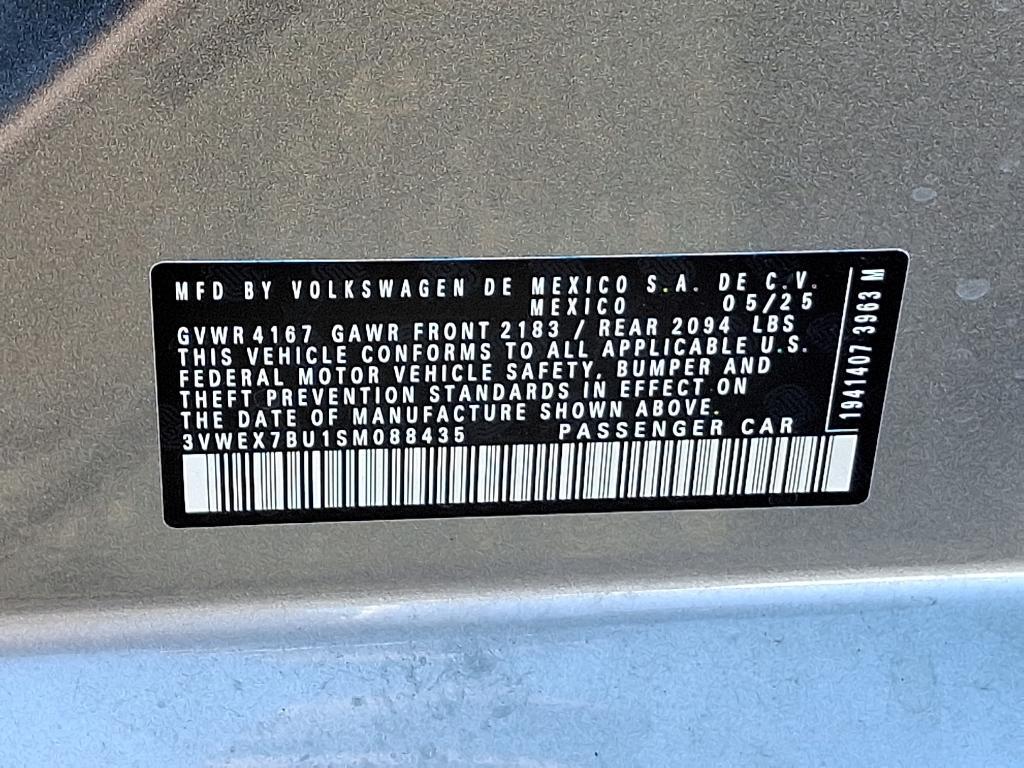 MFD BY VOLKSWAGEN DE MEXICO S.A. DE C.V.
MEXICO 05/25
GVWR 4167 GAWR FRONT 2183 / REAR 2094 LBS
THIS VEHICLE CONFORMS TO ALL APPLICABLE U.S.
FEDERAL MOTOR VEHICLE SAFETY, BUMPER AND
THEFT PREVENTION STANDARDS IN EFFECT ON
THE DATE OF MANUFACTURE SHOWN ABOVE.
3VWEX7BU1SM088435 PASSENGER CAR
1941407 3963 M